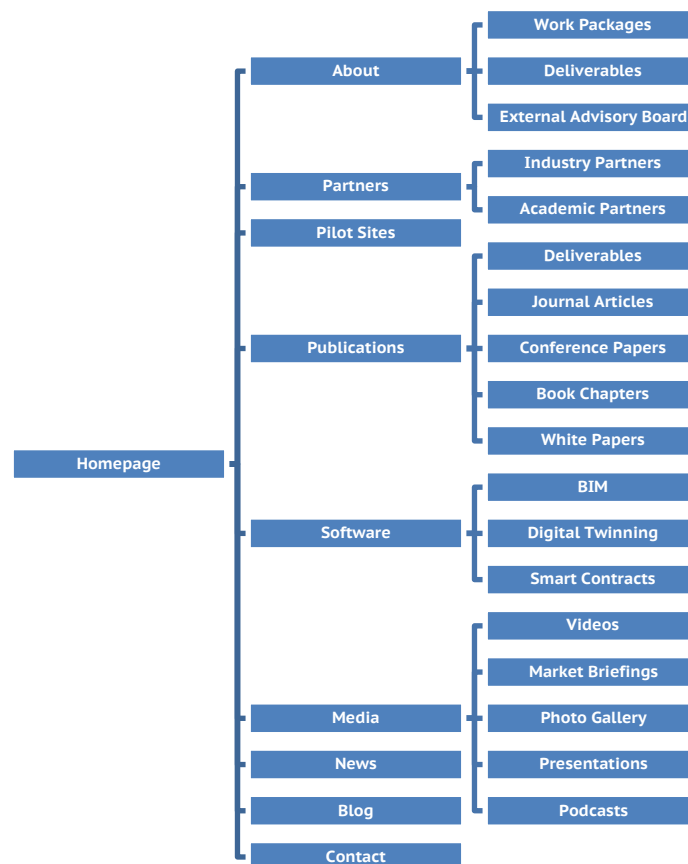 Homepage
About
Work Packages
Deliverables
External Advisory Board
Partners
Industry Partners
Academic Partners
Pilot Sites
Publications
Deliverables
Journal Articles
Conference Papers
Book Chapters
White Papers
Software
BIM
Digital Twinning
Smart Contracts
Media
Videos
Market Briefings
Photo Gallery
Presentations
Podcasts
News
Blog
Contact